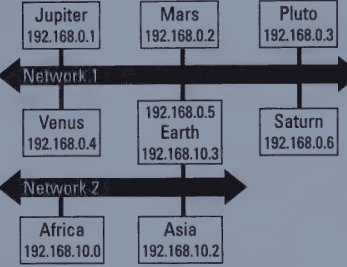 Jupiter
192.168.0.1
Mars
192.168.0.2
Pluto
192.168.0.3
Network 1
Venus
192.168.0.4
192.168.0.5
Earth
192.168.10.3
Saturn
192.168.0.6
Network 2
Africa
192.168.10.0
Asia
192.168.10.2